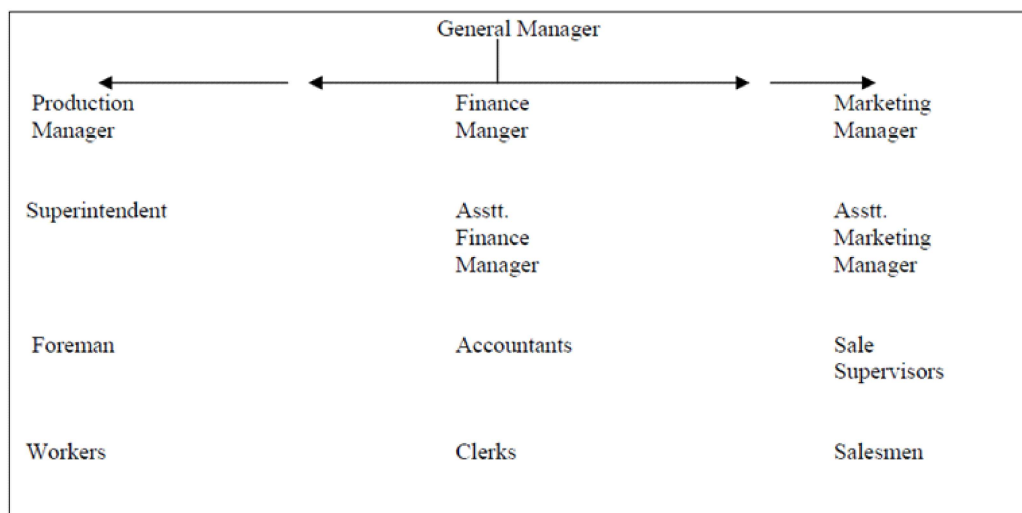 General Manager
Production
Manager
Finance
Manger
Marketing
Manager
Superintendent
Asstt.
Finance
Manager
Asstt.
Marketing
Manager
Foreman
Accountants
Sale
Supervisors
Workers
Clerks
Salesmen